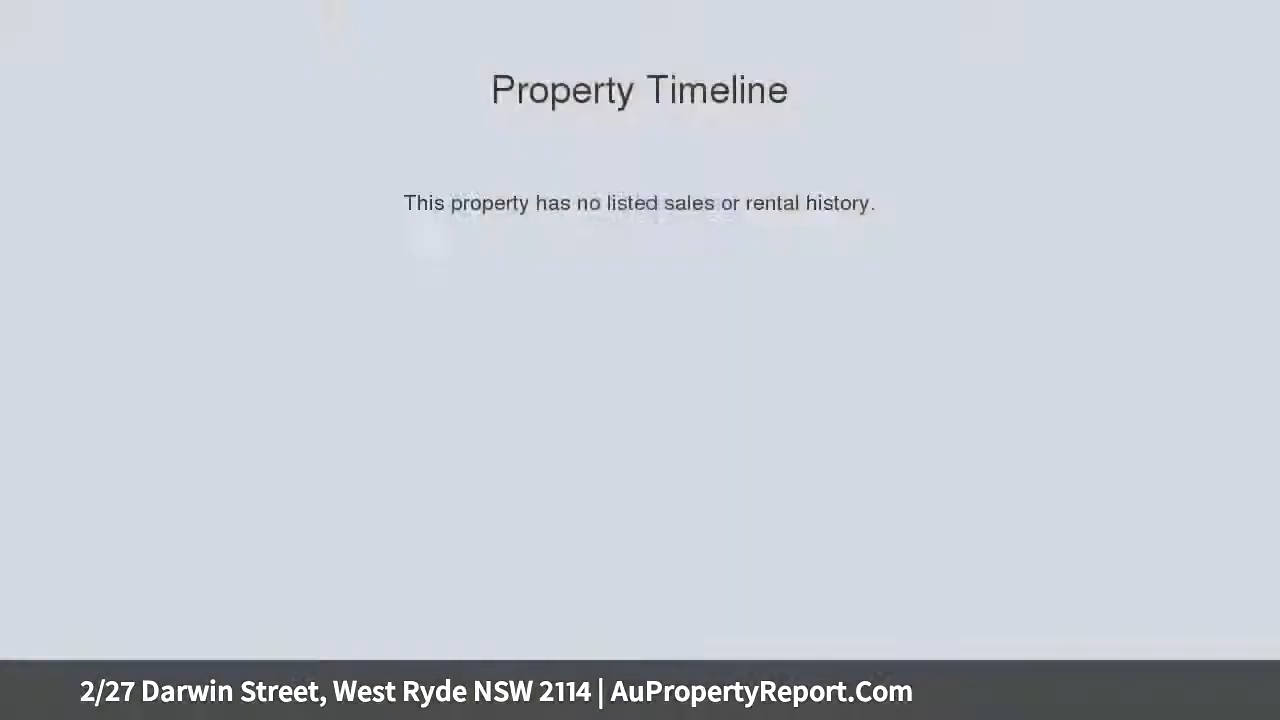 Property Timeline
This property has no listed sales or rental history.
2/27 Darwin Street, West Ryde NSW 2114 | AuPropertyReport.Com